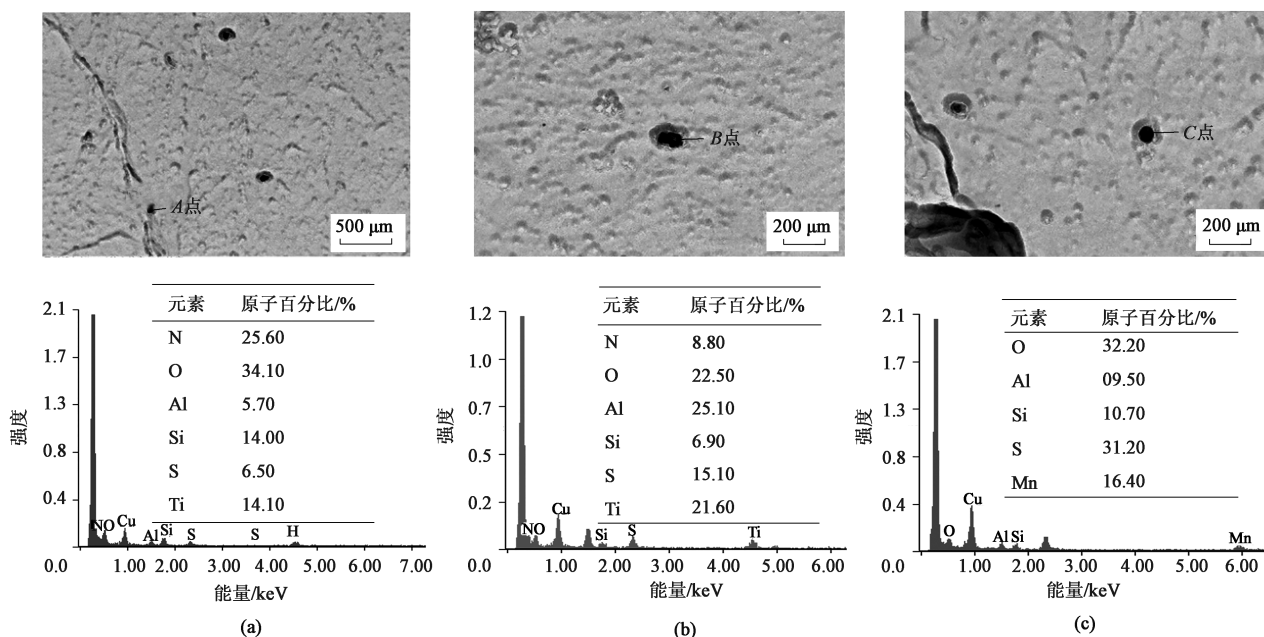 A点
500 μm
B点
200 μm
C点
200 μm
2.1
1.7
1.3
0.8
0.4
0.0
1.00
2.00
3.00
4.00
5.00
6.00
7.00
强度
能量/keV
元素 原子百分比/%
N 25.60
O 34.10
Al 5.70
Si 14.00
S 6.50
Ti 14.10
NO
Cu
Al
Si
S
S
H
(a)
1.2
1.0
0.7
0.5
0.2
0.0
1.00
2.00
3.00
4.00
5.00
6.00
强度
能量/keV
元素 原子百分比/%
N 8.80
O 22.50
Al 25.10
Si 6.90
S 15.10
Ti 21.60
NO
Cu
Si
S
Ti
(b)
2.1
1.7
1.3
0.8
0.4
0.0
1.00
2.00
3.00
4.00
5.00
6.00
强度
能量/keV
元素 原子百分比/%
O 32.20
Al 09.50
Si 10.70
S 31.20
Mn 16.40
O
Cu
Al
Si
Mn
(c)